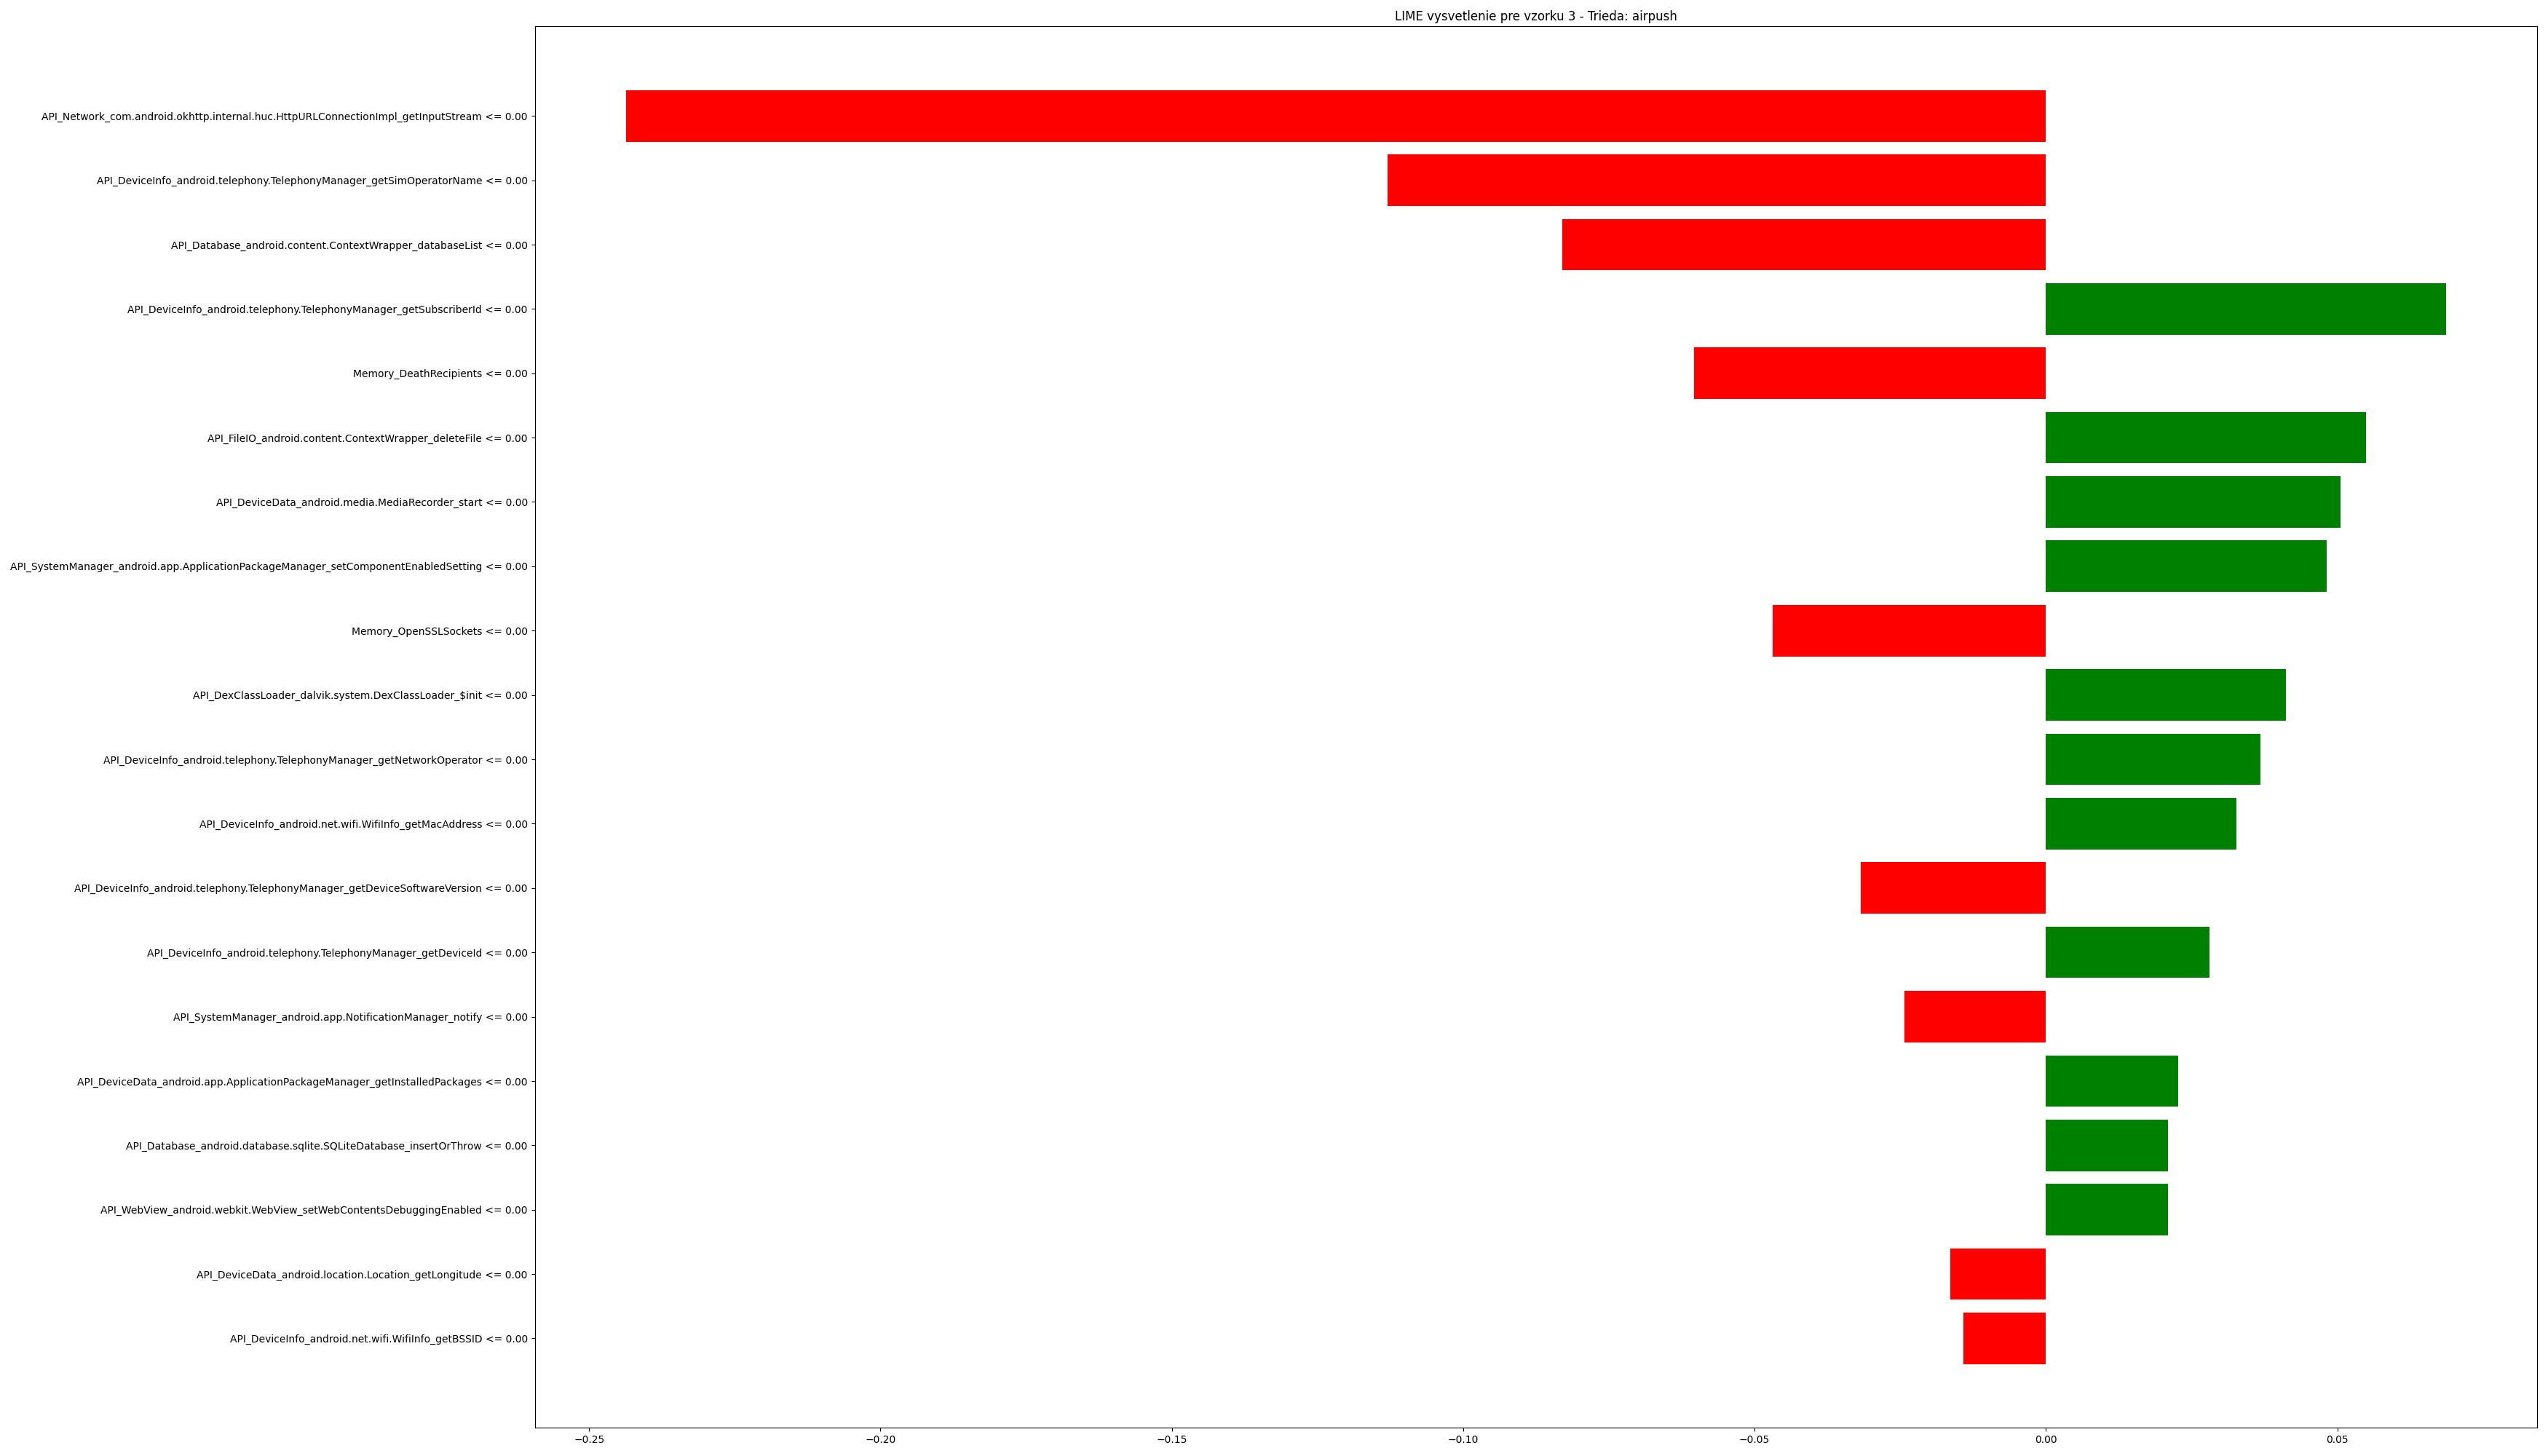 LIME vysvetlenie pre vzorku 3 - Trieda: airpush
API_Network_com.android.okhttp.internal.huc.HttpURLConnectionImpl_getInputStream <= 0.00
API_DeviceInfo_android.telephony.TelephonyManager_getSimOperatorName <= 0.00
API_Database_android.content.ContextWrapper_databaseList <= 0.00
API_DeviceInfo_android.telephony.TelephonyManager_getSubscriberId <= 0.00
Memory_DeathRecipients <= 0.00
API_FileIO_android.content.ContextWrapper_deleteFile <= 0.00
API_DeviceData_android.media.MediaRecorder_start <= 0.00
API_SystemManager_android.app.ApplicationPackageManager_setComponentEnabledSetting <= 0.00
Memory_OpenSSLSockets <= 0.00
API_DexClassLoader_dalvik.system.DexClassLoader_$init <= 0.00
API_DeviceInfo_android.telephony.TelephonyManager_getNetworkOperator <= 0.00
API_DeviceInfo_android.net.wifi.WifiInfo_getMacAddress <= 0.00
API_DeviceInfo_android.telephony.TelephonyManager_getDeviceSoftwareVersion <= 0.00
API_DeviceInfo_android.telephony.TelephonyManager_getDeviceId <= 0.00
API_SystemManager_android.app.NotificationManager_notify <= 0.00
API_DeviceData_android.app.ApplicationPackageManager_getInstalledPackages <= 0.00
API_Database_android.database.sqlite.SQLiteDatabase_insertOrThrow <= 0.00
API_WebView_android.webkit.WebView_setWebContentsDebuggingEnabled <= 0.00
API_DeviceData_android.location.Location_getLongitude <= 0.00
API_DeviceInfo_android.net.wifi.WifiInfo_getBSSID <= 0.00
−0.25 −0.20 −0.15 −0.10 −0.05 0.00 0.05